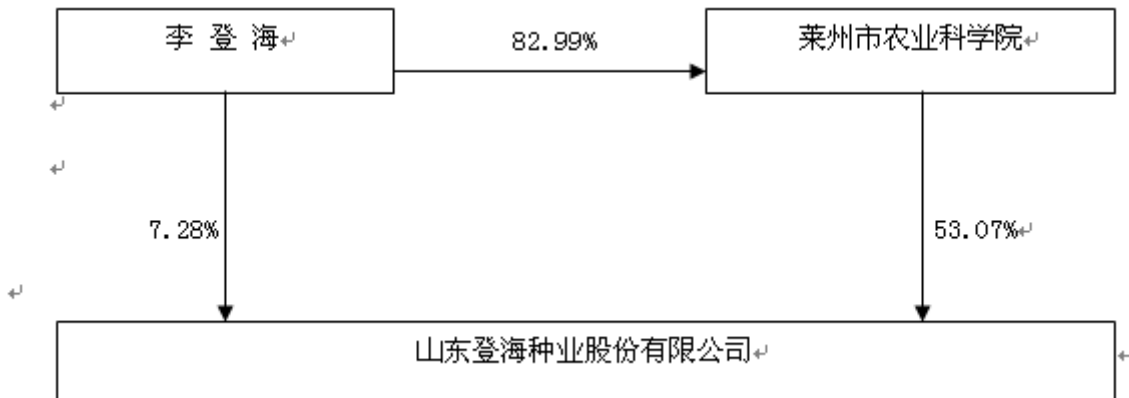 李 登 海
82.99%
莱州市农业科学院
7.28%
53.07%
山东登海种业股份有限公司